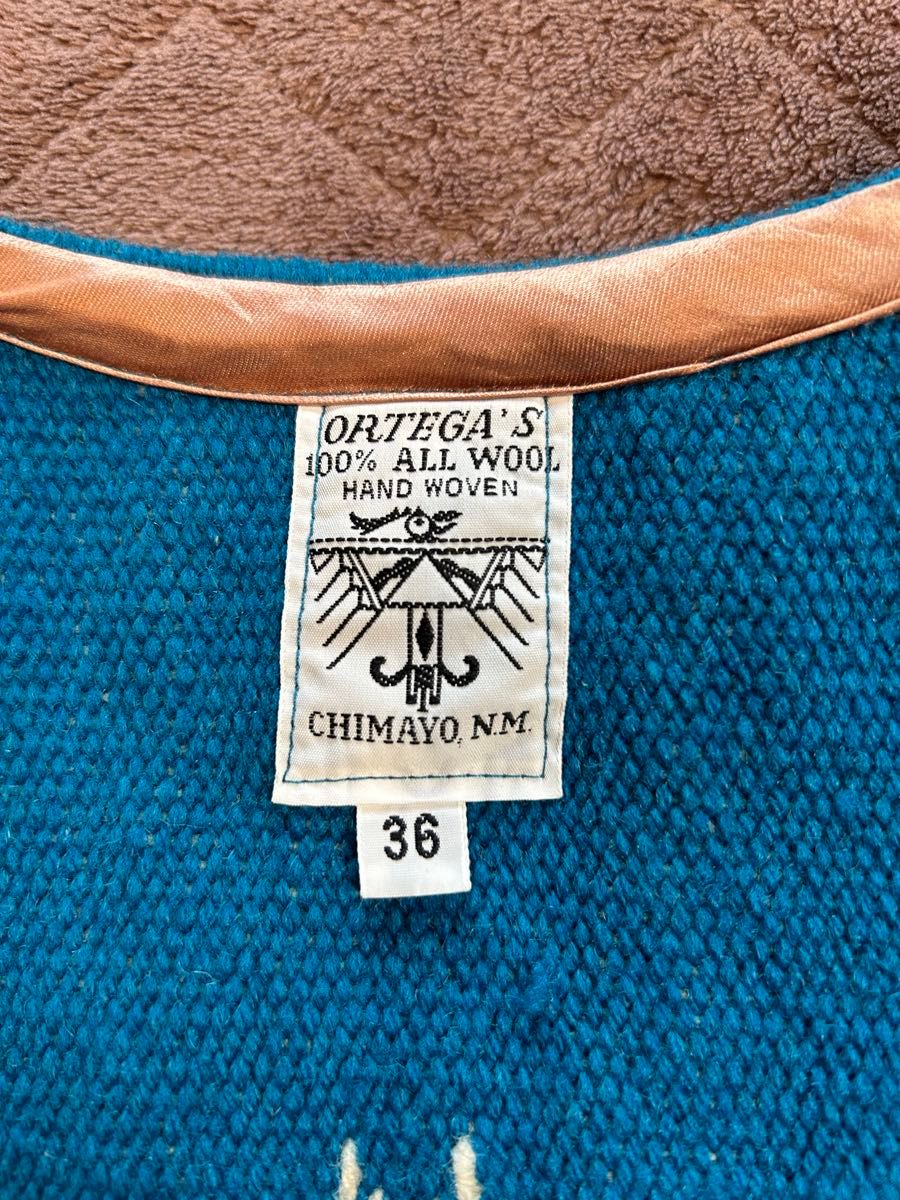 ORTEGA'S
100% ALL WOOL
HAND WOVEN
CHIMAYO, N.M.
36